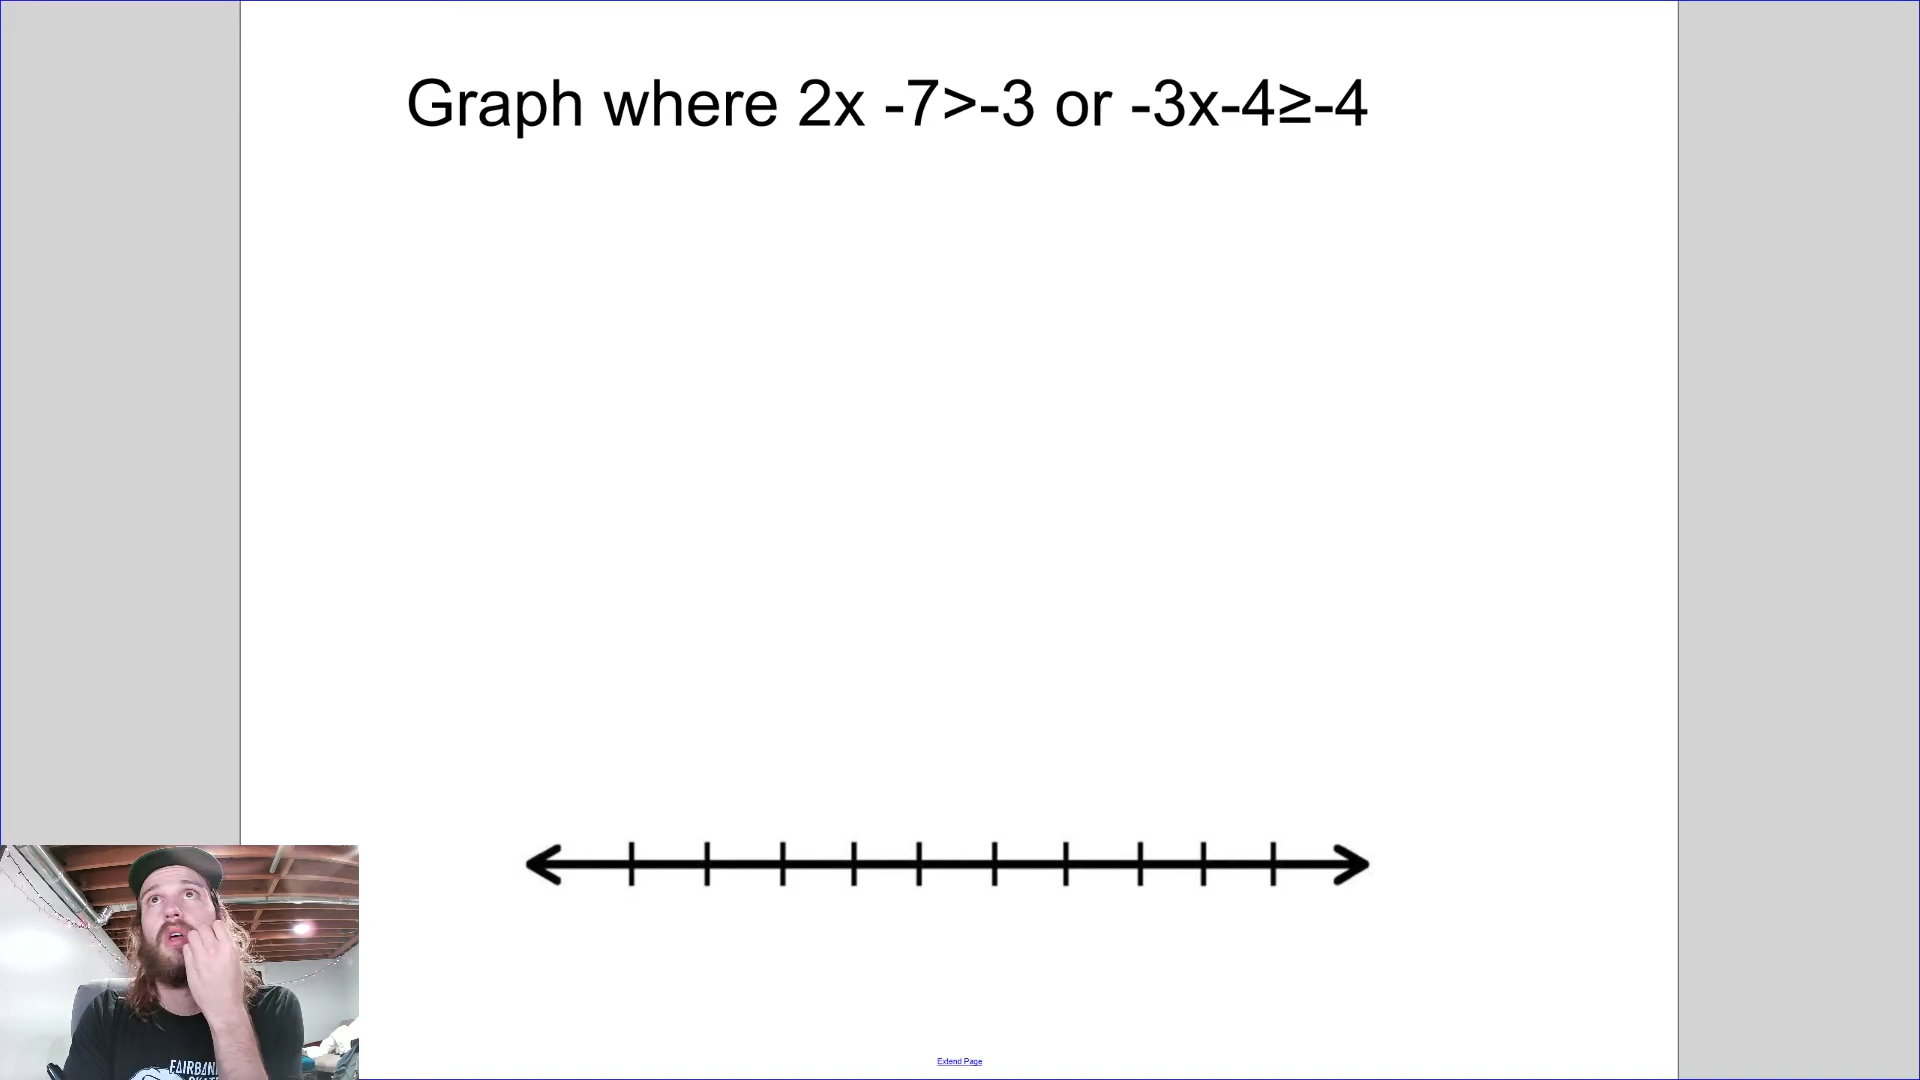 Graph where 2x -7>-3 or -3x-4≥-4
Extend Page